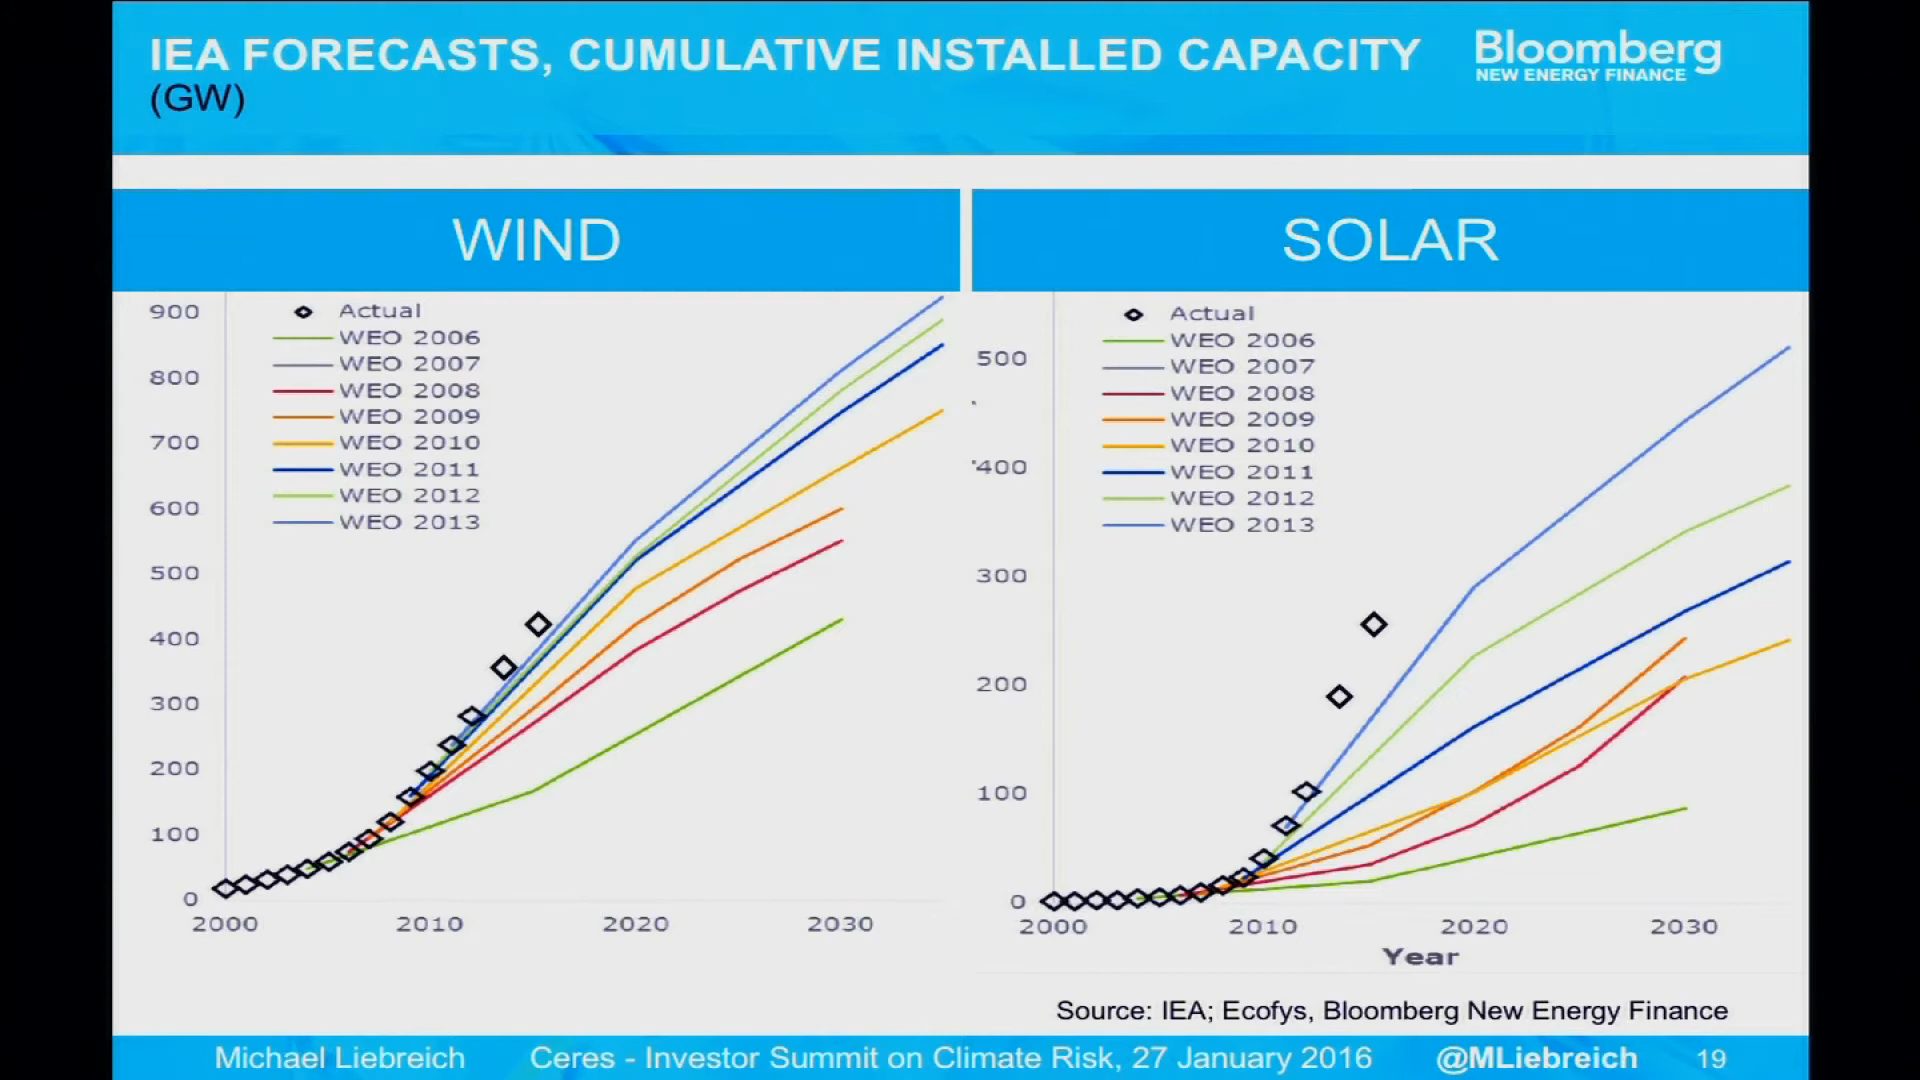 IEA FORECASTS, CUMULATIVE INSTALLED CAPACITY
(GW)
Bloomberg
NEW ENERGY FINANCE
WIND
900
800
700
600
500
400
300
200
100
0
2000 2010 2020 2030
Actual
WEO 2006
WEO 2007
WEO 2008
WEO 2009
WEO 2010
WEO 2011
WEO 2012
WEO 2013
SOLAR
500
400
300
200
100
0
2000 2010 2020 2030
Year
Actual
WEO 2006
WEO 2007
WEO 2008
WEO 2009
WEO 2010
WEO 2011
WEO 2012
WEO 2013
Source: IEA; Ecofys, Bloomberg New Energy Finance
Michael Liebreich Ceres - Investor Summit on Climate Risk, 27 January 2016 @MLiebreich 19